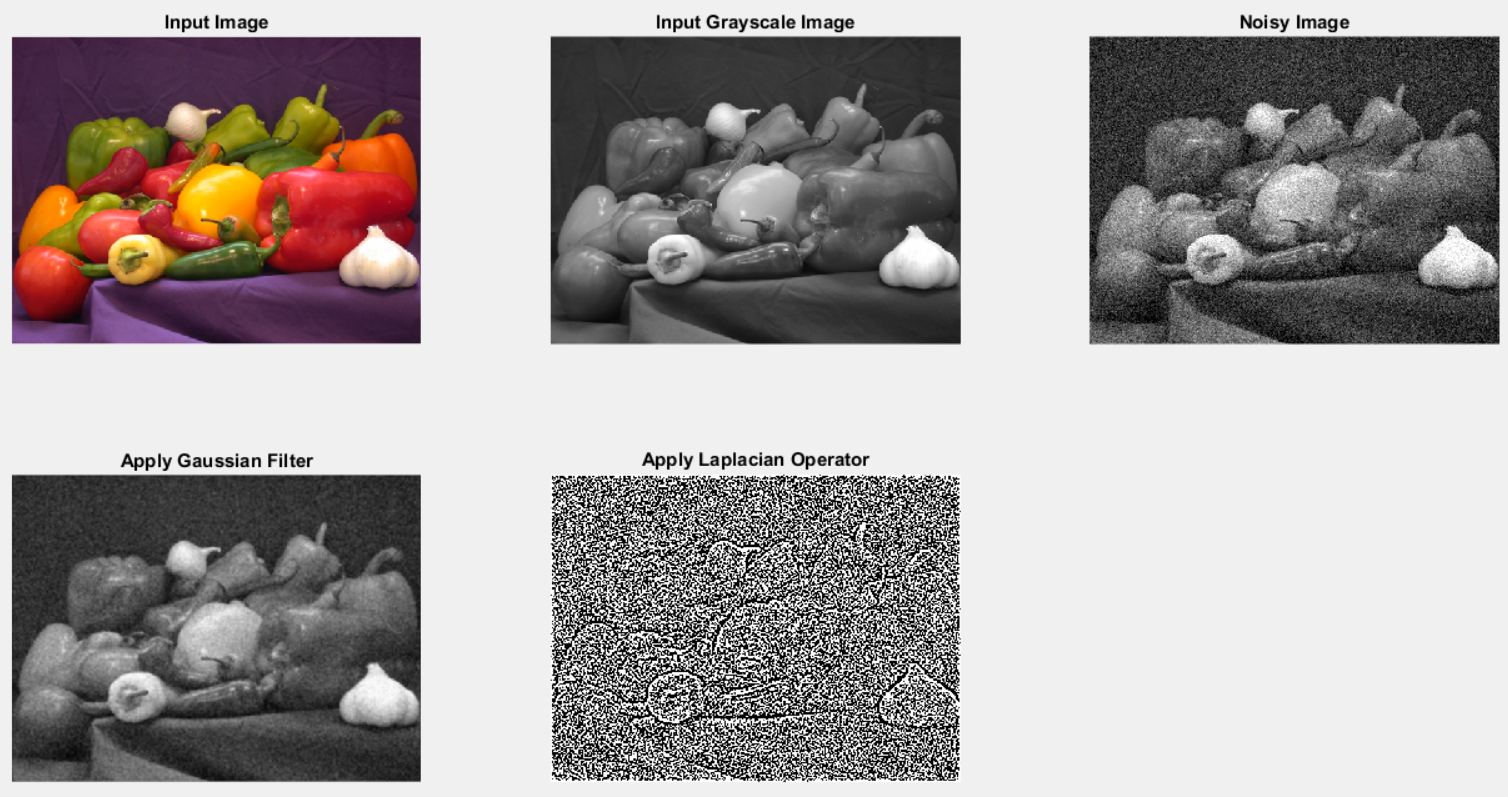 Input Image
Input Grayscale Image
Noisy Image
Apply Gaussian Filter
Apply Laplacian Operator